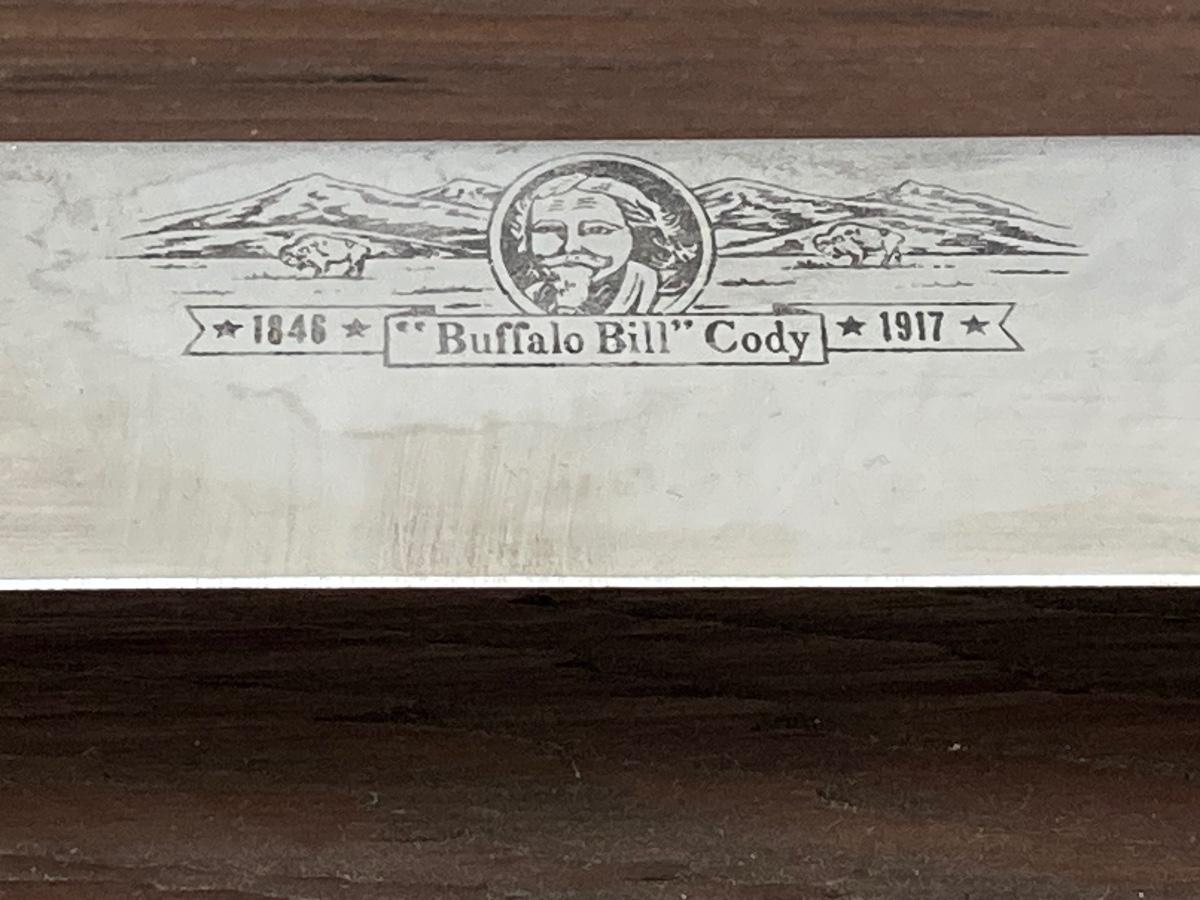 ★ 1846 ★ "Buffalo Bill" Cody ★ 1917 ★